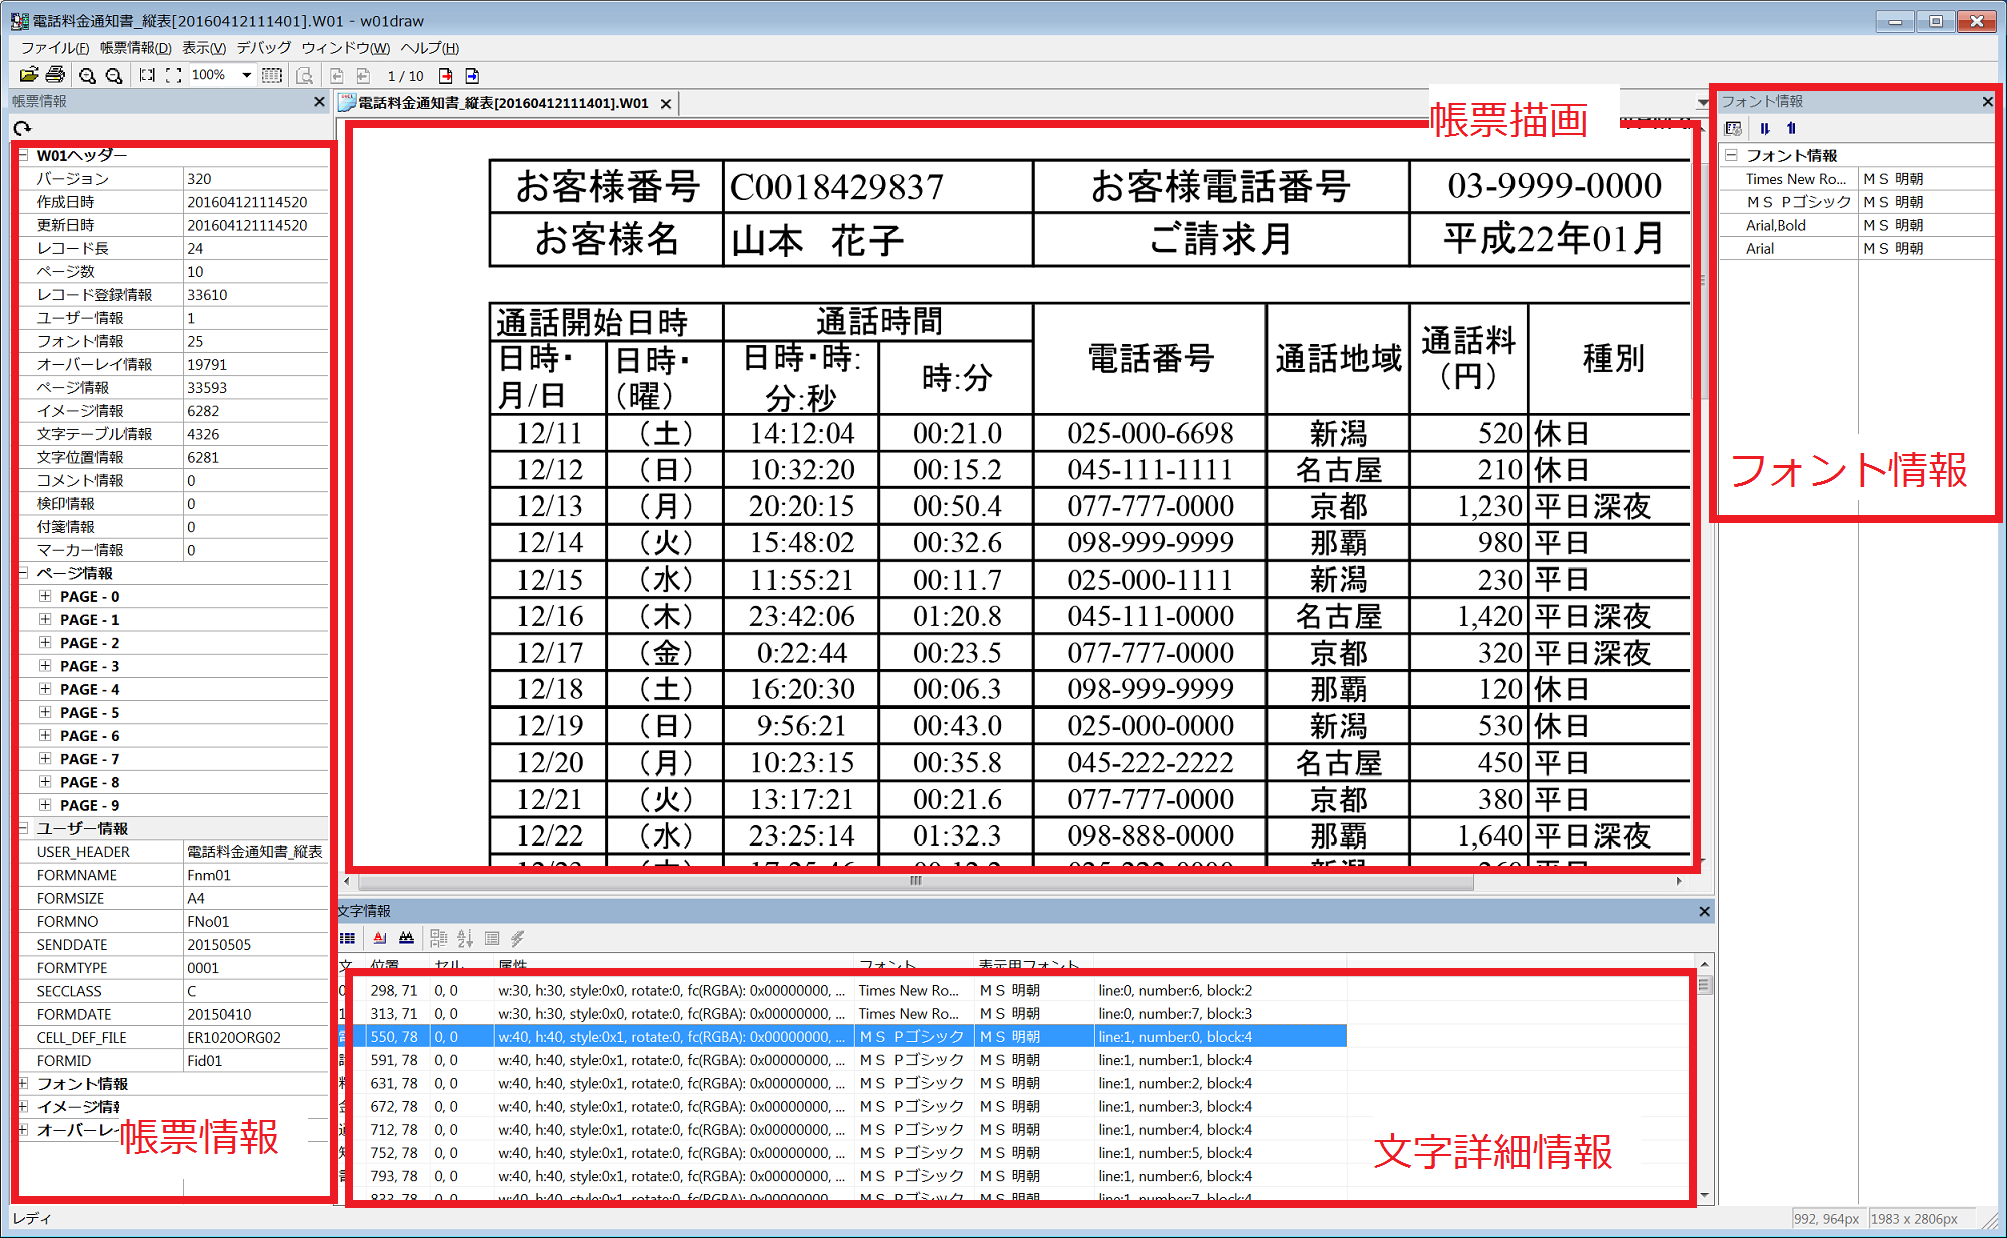 電話料金通知書_縦表[20160412111401].W01 - w01draw
ファイル(F) 帳票情報(D) 表示(V) デバッグ ウィンドウ(W) ヘルプ(H)
100% 1 / 10
帳票情報
W01ヘッダー
バージョン 320
作成日時 201604121114520
更新日時 201604121114520
レコード長 24
ページ数 10
レコード登録情報 33610
ユーザー情報 1
フォント情報 25
オーバーレイ情報 19791
ページ情報 33593
イメージ情報 6282
文字テーブル情報 4326
文字位置情報 6281
コメント情報 0
検印情報 0
付箋情報 0
マーカー情報 0
ページ情報
PAGE - 0
PAGE - 1
PAGE - 2
PAGE - 3
PAGE - 4
PAGE - 5
PAGE - 6
PAGE - 7
PAGE - 8
PAGE - 9
ユーザー情報
USER_HEADER 電話料金通知書_縦表
FORMNAME Fnm01
FORMSIZE A4
FORMNO FNo01
SENDDATE 20150505
FORMTYPE 0001
SECCLASS C
FORMDATE 20150410
CELL_DEF_FILE ER1020ORG02
FORMID Fid01
フォント情報
イメージ情報
オーバーレイ
帳票情報
電話料金通知書_縦表[20160412111401].W01
帳票描画
お客様番号 C0018429837 お客様電話番号 03-9999-0000
お客様名 山本 花子 ご請求月 平成22年01月
通話開始日時 通話時間 電話番号 通話地域 通話料（円） 種別
日時・月/日 日時・（曜） 日時・時:分:秒 時:分
12/11 （土） 14:12:04 00:21.0 025-000-6698 新潟 520 休日
12/12 （日） 10:32:20 00:15.2 045-111-1111 名古屋 210 休日
12/13 （月） 20:20:15 00:50.4 077-777-0000 京都 1,230 平日深夜
12/14 （火） 15:48:02 00:32.6 098-999-9999 那覇 980 平日
12/15 （水） 11:55:21 00:11.7 025-000-1111 新潟 230 平日
12/16 （木） 23:42:06 01:20.8 045-111-0000 名古屋 1,420 平日深夜
12/17 （金） 0:22:44 00:23.5 077-777-0000 京都 320 平日深夜
12/18 （土） 16:20:30 00:06.3 098-999-9999 那覇 120 休日
12/19 （日） 9:56:21 00:43.0 025-000-0000 新潟 530 休日
12/20 （月） 10:23:15 00:35.8 045-222-2222 名古屋 450 平日
12/21 （火） 13:17:21 00:21.6 077-777-0000 京都 380 平日
12/22 （水） 23:25:14 01:32.3 098-888-0000 那覇 1,640 平日深夜
文字情報
文 位置 セル 属性 フォント 表示用フォント
0 298, 71 0, 0 w:30, h:30, style:0x0, rotate:0, fc(RGBA): 0x00000000, ... Times New Ro... ＭＳ 明朝 line:0, number:6, block:2
1 313, 71 0, 0 w:30, h:30, style:0x0, rotate:0, fc(RGBA): 0x00000000, ... Times New Ro... ＭＳ 明朝 line:0, number:7, block:3
550, 78 0, 0 w:40, h:40, style:0x1, rotate:0, fc(RGBA): 0x00000000, ... ＭＳ Ｐゴシック ＭＳ 明朝 line:1, number:0, block:4
591, 78 0, 0 w:40, h:40, style:0x1, rotate:0, fc(RGBA): 0x00000000, ... ＭＳ Ｐゴシック ＭＳ 明朝 line:1, number:1, block:4
631, 78 0, 0 w:40, h:40, style:0x1, rotate:0, fc(RGBA): 0x00000000, ... ＭＳ Ｐゴシック ＭＳ 明朝 line:1, number:2, block:4
672, 78 0, 0 w:40, h:40, style:0x1, rotate:0, fc(RGBA): 0x00000000, ... ＭＳ Ｐゴシック ＭＳ 明朝 line:1, number:3, block:4
712, 78 0, 0 w:40, h:40, style:0x1, rotate:0, fc(RGBA): 0x00000000, ... ＭＳ Ｐゴシック ＭＳ 明朝 line:1, number:4, block:4
752, 78 0, 0 w:40, h:40, style:0x1, rotate:0, fc(RGBA): 0x00000000, ... ＭＳ Ｐゴシック ＭＳ 明朝 line:1, number:5, block:4
793, 78 0, 0 w:40, h:40, style:0x1, rotate:0, fc(RGBA): 0x00000000, ... ＭＳ Ｐゴシック ＭＳ 明朝 line:1, number:6, block:4
833, 78 0, 0 w:40, h:40, style:0x1, rotate:0, fc(RGBA): 0x00000000, ... ＭＳ Ｐゴシック ＭＳ 明朝 line:1, number:7, block:4
文字詳細情報
フォント情報
フォント情報
Times New Ro... ＭＳ 明朝
ＭＳ Ｐゴシック ＭＳ 明朝
Arial,Bold ＭＳ 明朝
Arial ＭＳ 明朝
フォント情報
レディ
992, 964px 1983 x 2806px